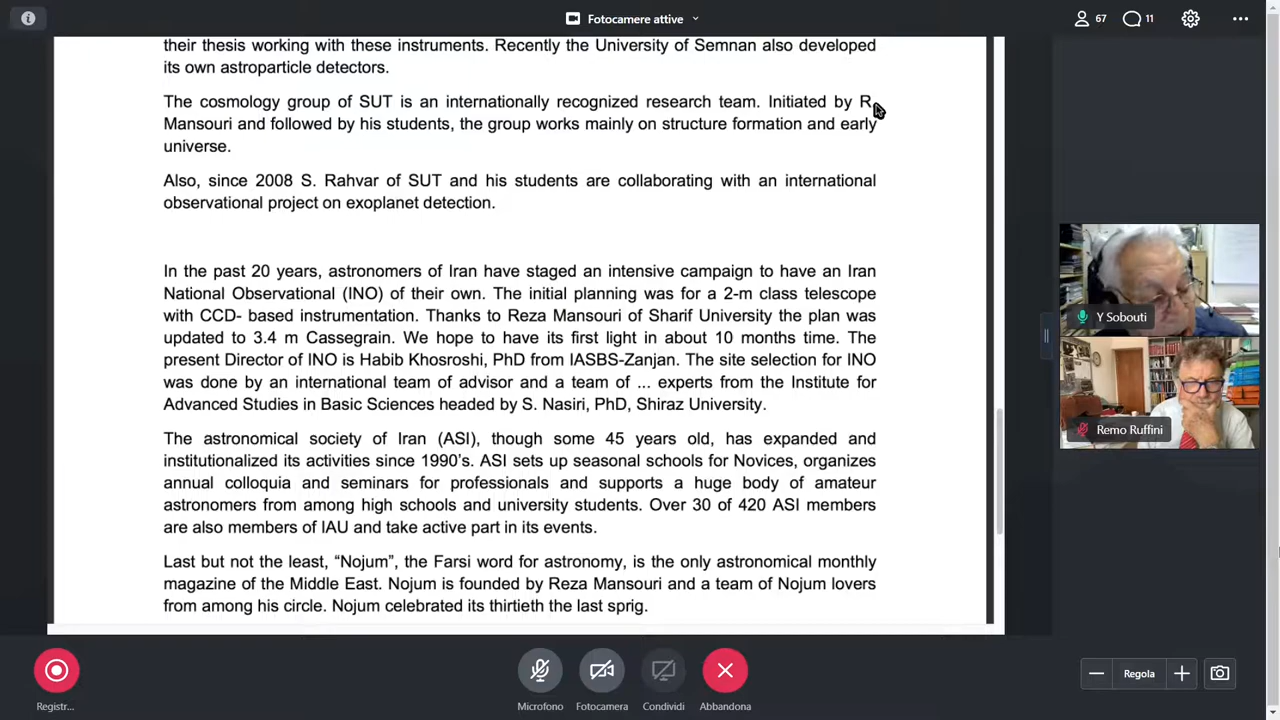 Fotocamere attive
67
11
their thesis working with these instruments. Recently the University of Semnan also developed
its own astroparticle detectors.
The cosmology group of SUT is an internationally recognized research team. Initiated by R.
Mansouri and followed by his students, the group works mainly on structure formation and early
universe.
Also, since 2008 S. Rahvar of SUT and his students are collaborating with an international
observational project on exoplanet detection.
In the past 20 years, astronomers of Iran have staged an intensive campaign to have an Iran
National Observational (INO) of their own. The initial planning was for a 2-m class telescope
with CCD- based instrumentation. Thanks to Reza Mansouri of Sharif University the plan was
updated to 3.4 m Cassegrain. We hope to have its first light in about 10 months time. The
present Director of INO is Habib Khosroshi, PhD from IASBS-Zanjan. The site selection for INO
was done by an international team of advisor and a team of ... experts from the Institute for
Advanced Studies in Basic Sciences headed by S. Nasiri, PhD, Shiraz University.
The astronomical society of Iran (ASI), though some 45 years old, has expanded and
institutionalized its activities since 1990's. ASI sets up seasonal schools for Novices, organizes
annual colloquia and seminars for professionals and supports a huge body of amateur
astronomers from among high schools and university students. Over 30 of 420 ASI members
are also members of IAU and take active part in its events.
Last but not the least, “Nojum”, the Farsi word for astronomy, is the only astronomical monthly
magazine of the Middle East. Nojum is founded by Reza Mansouri and a team of Nojum lovers
from among his circle. Nojum celebrated its thirtieth the last sprig.
Y Sobouti
Remo Ruffini
Registr...
Microfono
Fotocamera
Condividi
Abbandona
Regola